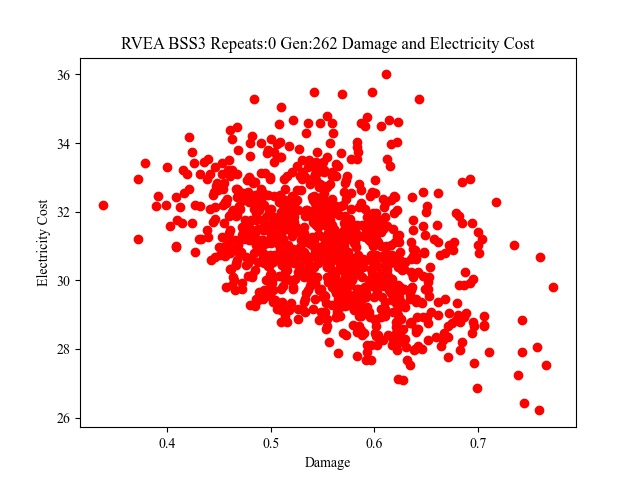 RVEA BSS3 Repeats:0 Gen:262 Damage and Electricity Cost
36
34
32
30
28
26
Electricity Cost
0.4 0.5 0.6 0.7
Damage